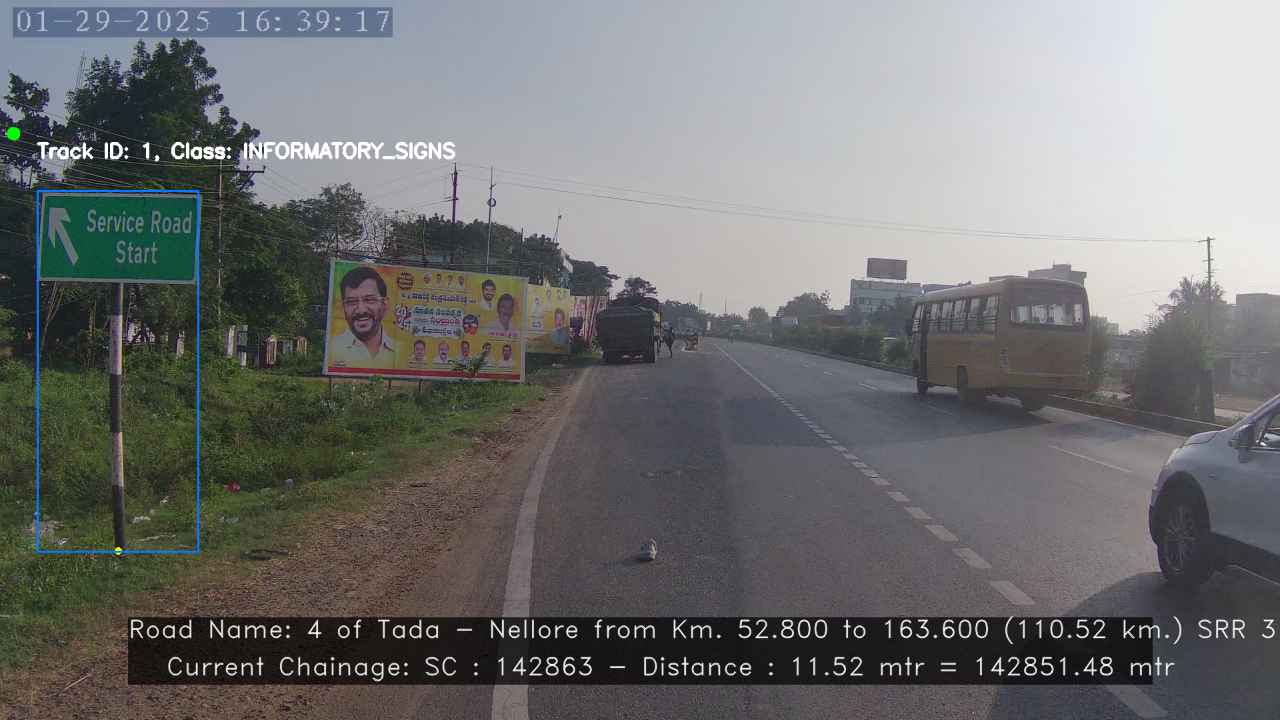 01-29-2025 16:39:17
Track ID: 1, Class: INFORMATORY_SIGNS
Service Road
Start
Road Name: 4 of Tada - Nellore from Km. 52.800 to 163.600 (110.52 km.) SRR 3
Current Chainage: SC : 142863 - Distance : 11.52 mtr = 142851.48 mtr